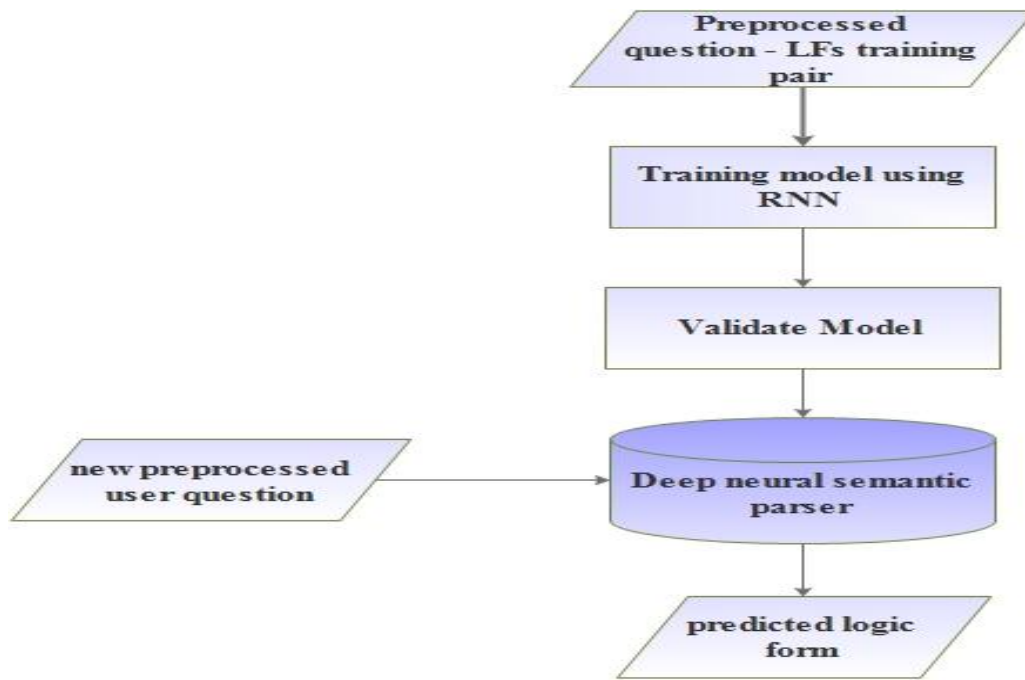 Preprocessed
question - LFs training
pair
Training model using
RNN
Validate Model
new preprocessed
user question
Deep neural semantic
parser
predicted logic
form